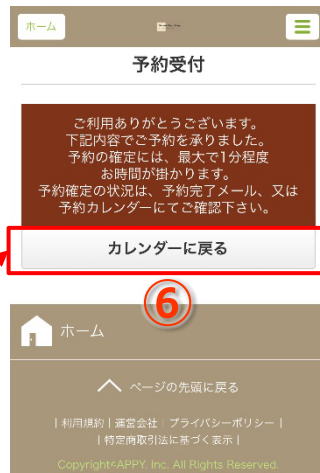 ホーム
予約受付
ご利用ありがとうございます。
下記内容でご予約を承りました。
予約の確定には、最大で1分程度
お時間が掛かります。
予約確定の状況は、予約完了メール、又は
予約カレンダーにてご確認下さい。
カレンダーに戻る
⑥
ホーム
ページの先頭に戻る
| 利用規約 | 運営会社 | プライバシーポリシー |
| 特定商取引法に基づく表示 |
Copyright©APPY, Inc. All Rights Reserved.